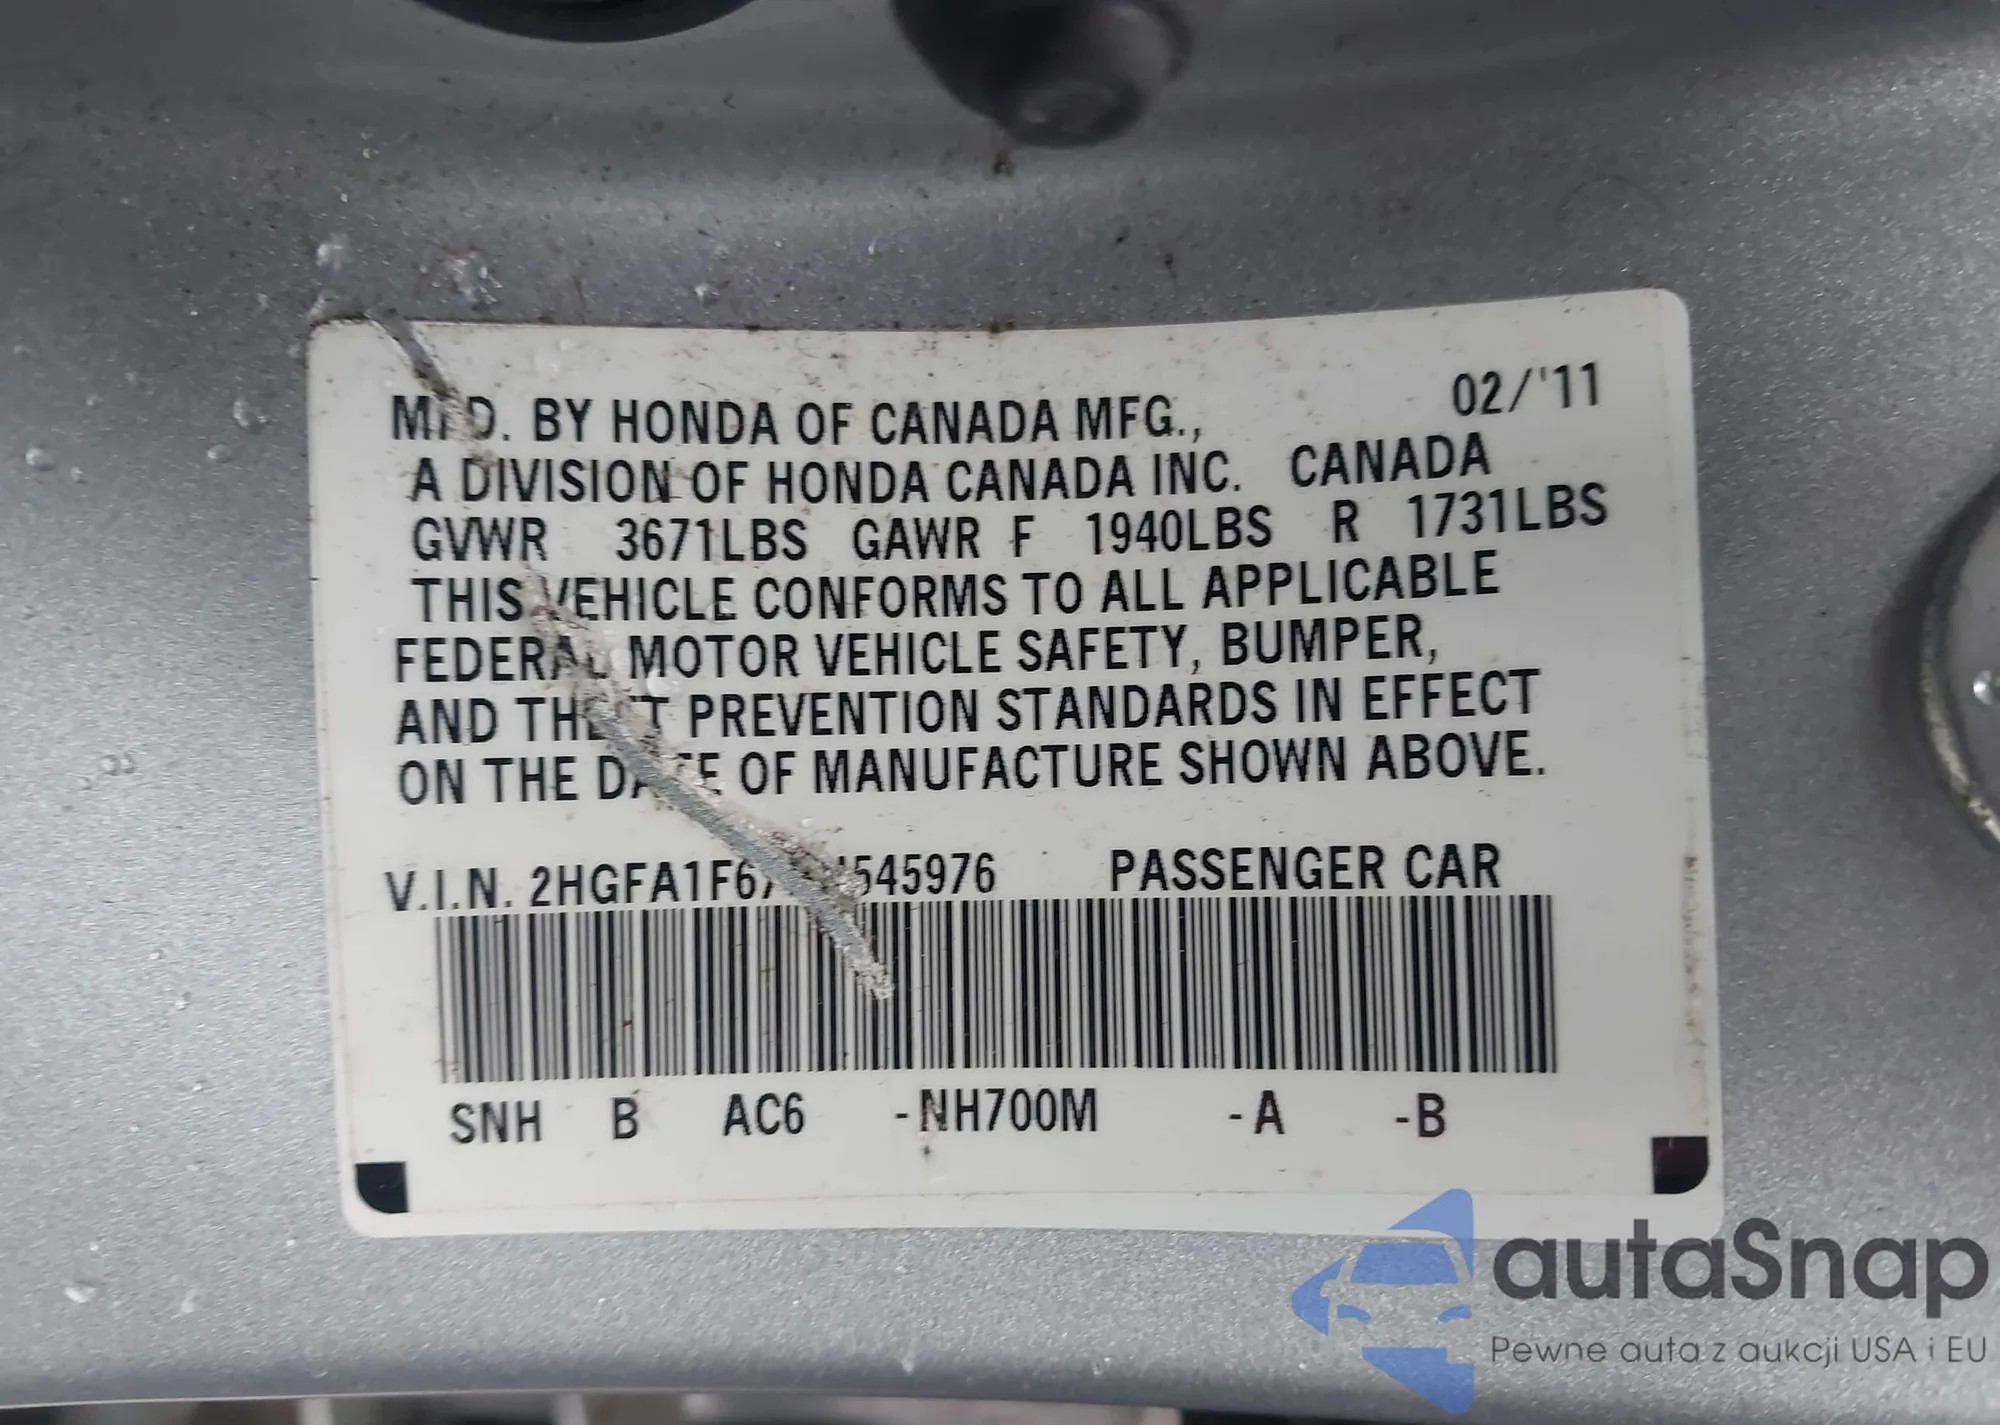 02/'11
MFD. BY HONDA OF CANADA MFG.,
A DIVISION OF HONDA CANADA INC. CANADA
GVWR 3671LBS GAWR F 1940LBS R 1731LBS
THIS VEHICLE CONFORMS TO ALL APPLICABLE
FEDERAL MOTOR VEHICLE SAFETY, BUMPER,
AND THEFT PREVENTION STANDARDS IN EFFECT
ON THE DATE OF MANUFACTURE SHOWN ABOVE.
V.I.N. PASSENGER CAR
SNH B AC6 -NH700M -A -B
autaSnap
Pewne auta z aukcji USA i EU